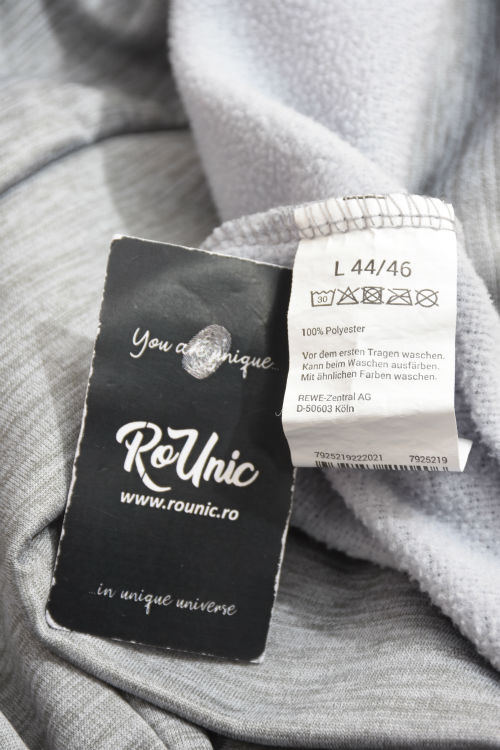 You are unique...
RoUnic
www.rounic.ro
...in unique universe
L 44/46
30
100% Polyester
Vor dem ersten Tragen waschen.
Kann beim Waschen ausfärben.
Mit ähnlichen Farben waschen.
REWE-Zentral AG
D-50603 Köln
7925219222021 7925219